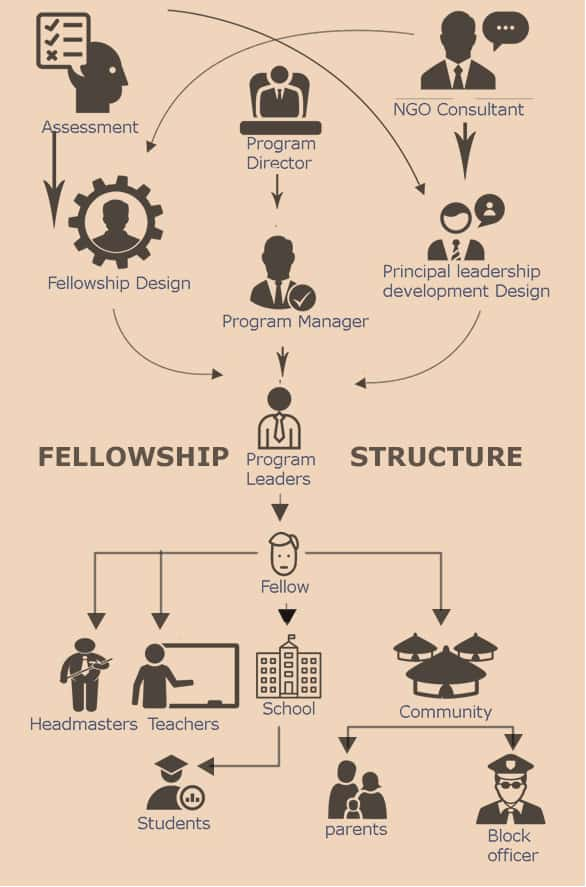 Assessment
NGO Consultant
Program
Director
Fellowship Design
Principal leadership
development Design
Program Manager
FELLOWSHIP STRUCTURE
Program
Leaders
Fellow
Headmasters
Teachers
School
Community
Students
parents
Block
officer